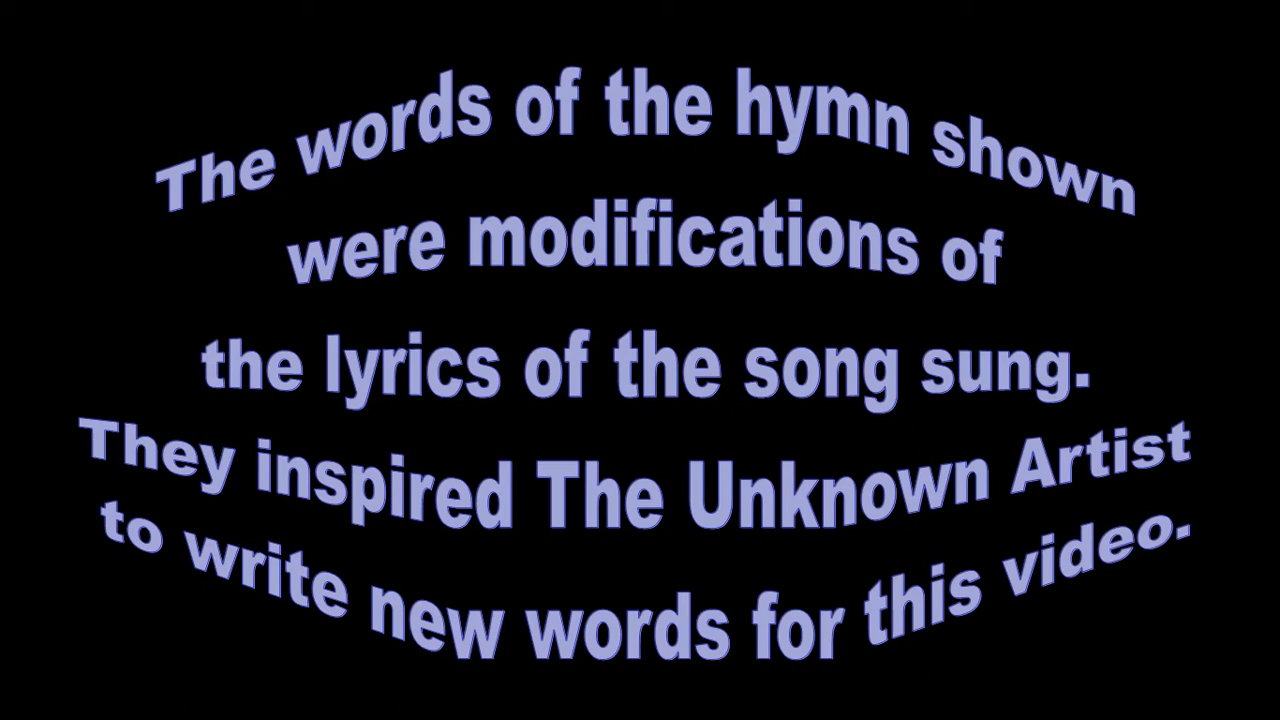 The words of the hymn shown
were modifications of
the lyrics of the song sung.
They inspired The Unknown Artist
to write new words for this video.